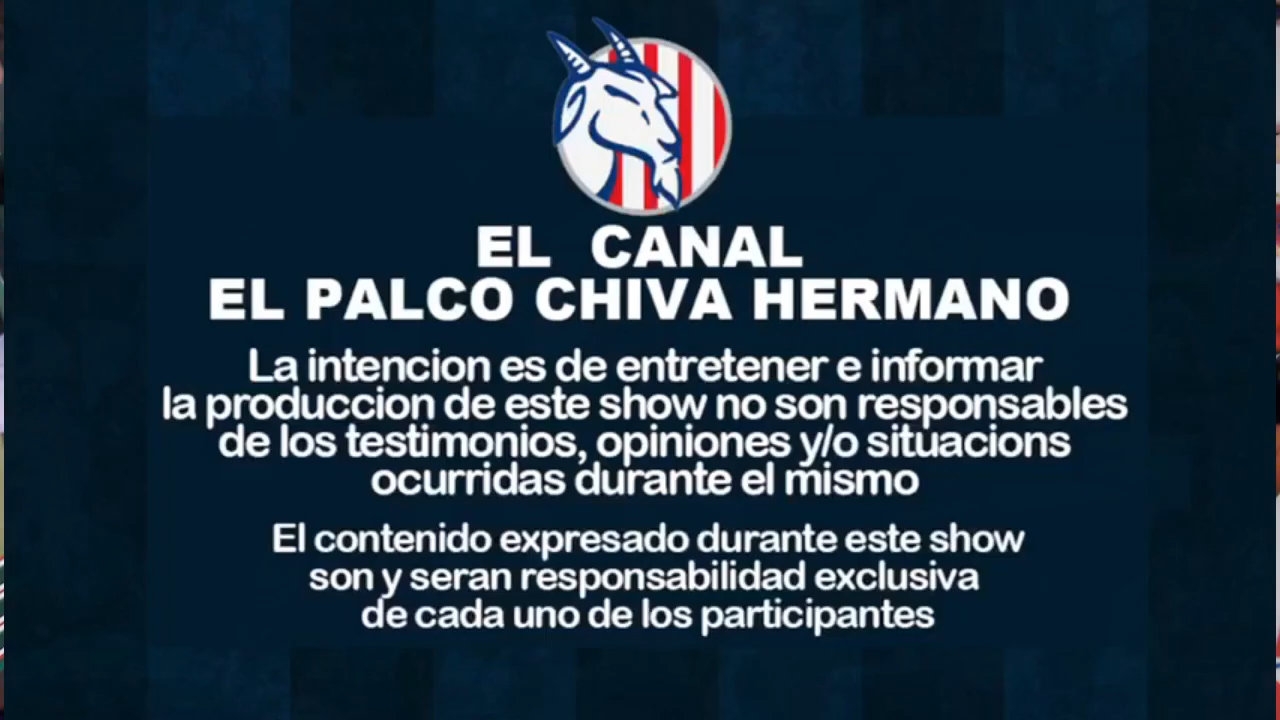 EL CANAL
EL PALCO CHIVA HERMANO
La intencion es de entretener e informar
la produccion de este show no son responsables
de los testimonios, opiniones y/o situacions
ocurridas durante el mismo
El contenido expresado durante este show
son y seran responsabilidad exclusiva
de cada uno de los participantes